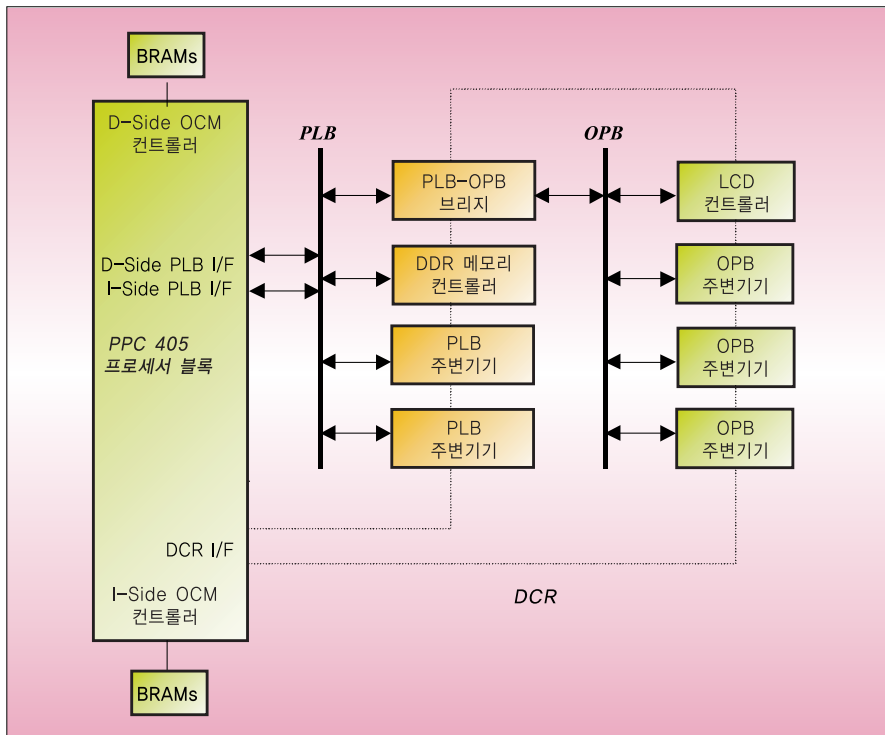 BRAMs
D-Side OCM
컨트롤러
D-Side PLB I/F
I-Side PLB I/F
PPC 405
프로세서 블록
DCR I/F
I-Side OCM
컨트롤러
BRAMs
PLB
PLB-OPB
브리지
DDR 메모리
컨트롤러
PLB
주변기기
PLB
주변기기
OPB
LCD
컨트롤러
OPB
주변기기
OPB
주변기기
OPB
주변기기
DCR